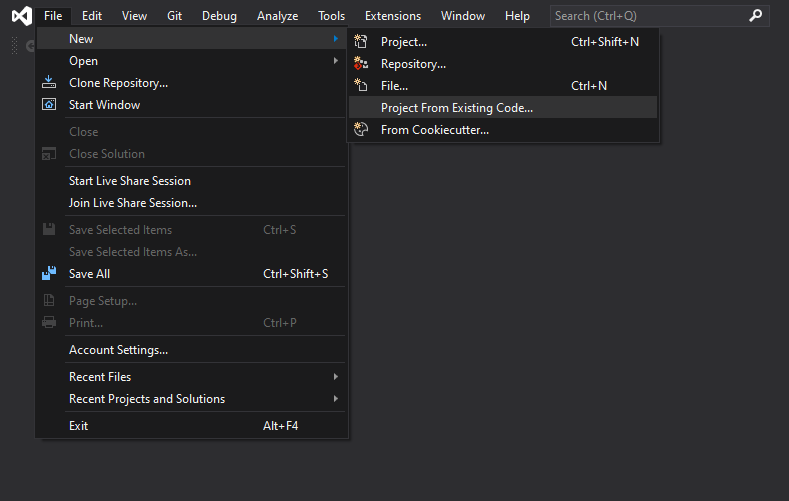 File Edit View Git Debug Analyze Tools Extensions Window Help Search (Ctrl+Q)
New
Open
Clone Repository...
Start Window
Close
Close Solution
Start Live Share Session
Join Live Share Session...
Save Selected Items Ctrl+S
Save Selected Items As...
Save All Ctrl+Shift+S
Page Setup...
Print... Ctrl+P
Account Settings...
Recent Files
Recent Projects and Solutions
Exit Alt+F4
Project... Ctrl+Shift+N
Repository...
File... Ctrl+N
Project From Existing Code...
From Cookiecutter...